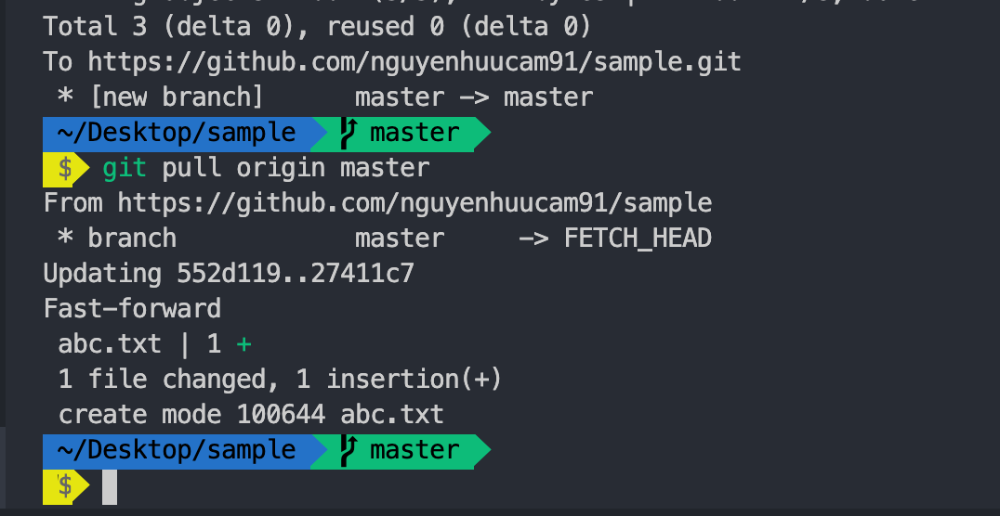 Total 3 (delta 0), reused 0 (delta 0)
To https://github.com/nguyenhuucam91/sample.git
 * [new branch]      master -> master
~/Desktop/sample master
$ git pull origin master
From https://github.com/nguyenhuucam91/sample
 * branch            master     -> FETCH_HEAD
Updating 552d119..27411c7
Fast-forward
 abc.txt | 1 +
 1 file changed, 1 insertion(+)
 create mode 100644 abc.txt
~/Desktop/sample master
$